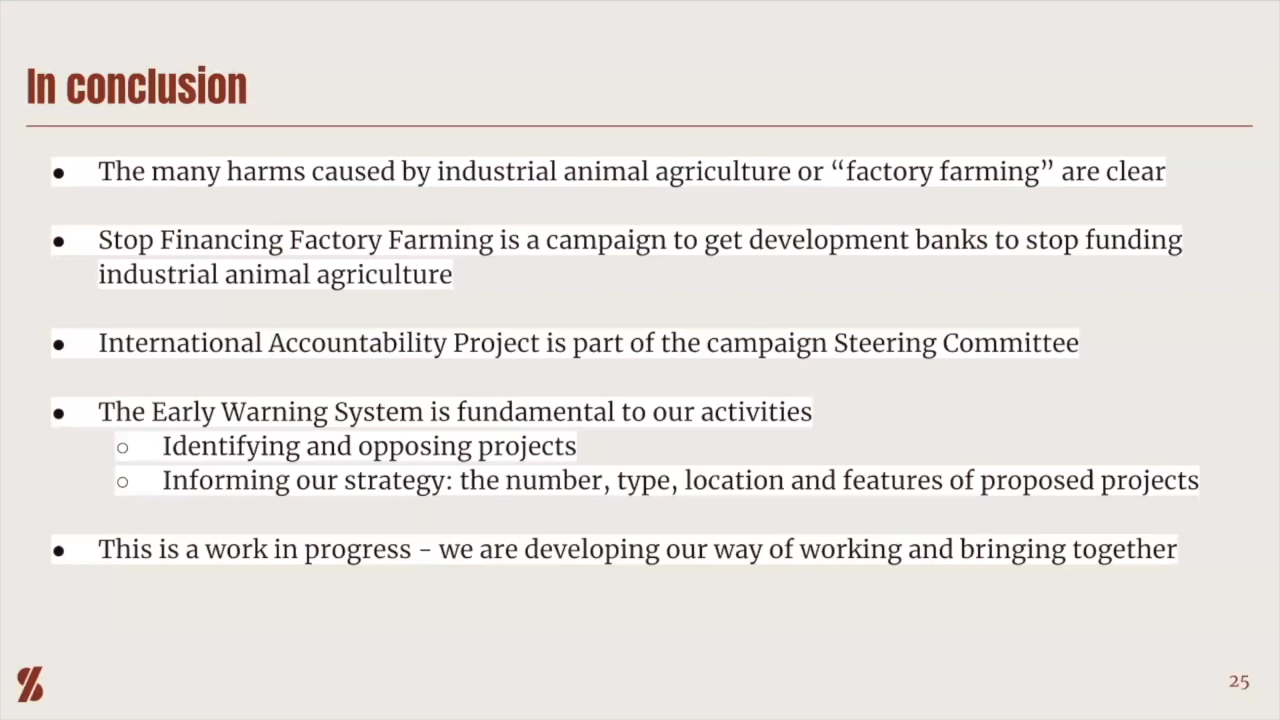 In conclusion
● The many harms caused by industrial animal agriculture or “factory farming” are clear
● Stop Financing Factory Farming is a campaign to get development banks to stop funding
industrial animal agriculture
● International Accountability Project is part of the campaign Steering Committee
● The Early Warning System is fundamental to our activities
○ Identifying and opposing projects
○ Informing our strategy: the number, type, location and features of proposed projects
● This is a work in progress - we are developing our way of working and bringing together
25